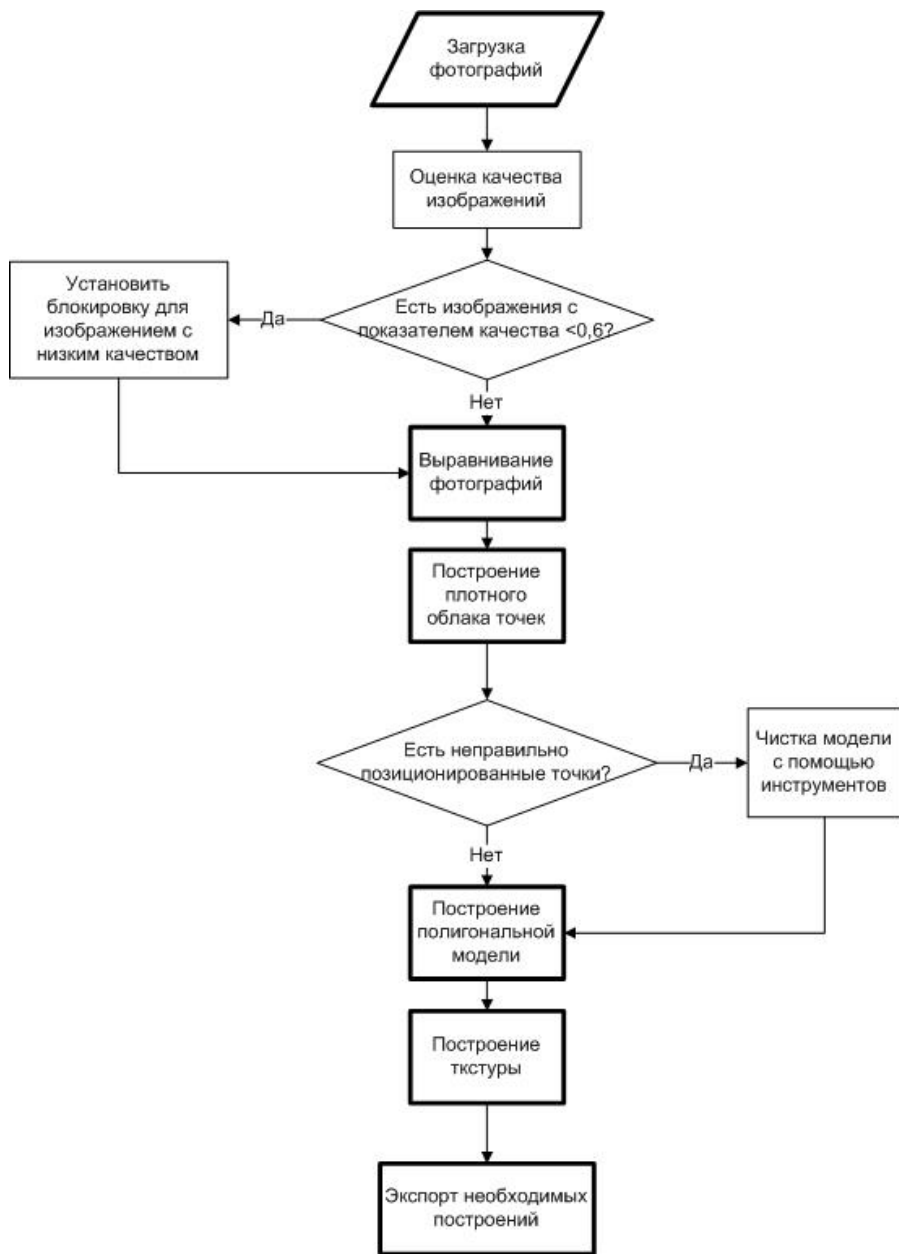 Загрузка
фотографий
Оценка качества
изображений
Есть изображения с
показателем качества <0,6?
Да
Установить
блокировку для
изображением с
низким качеством
Нет
Выравнивание
фотографий
Построение
плотного
облака точек
Есть неправильно
позиционированные точки?
Да
Чистка модели
с помощью
инструментов
Нет
Построение
полигональной
модели
Построение
ткстуры
Экспорт необходимых
построений